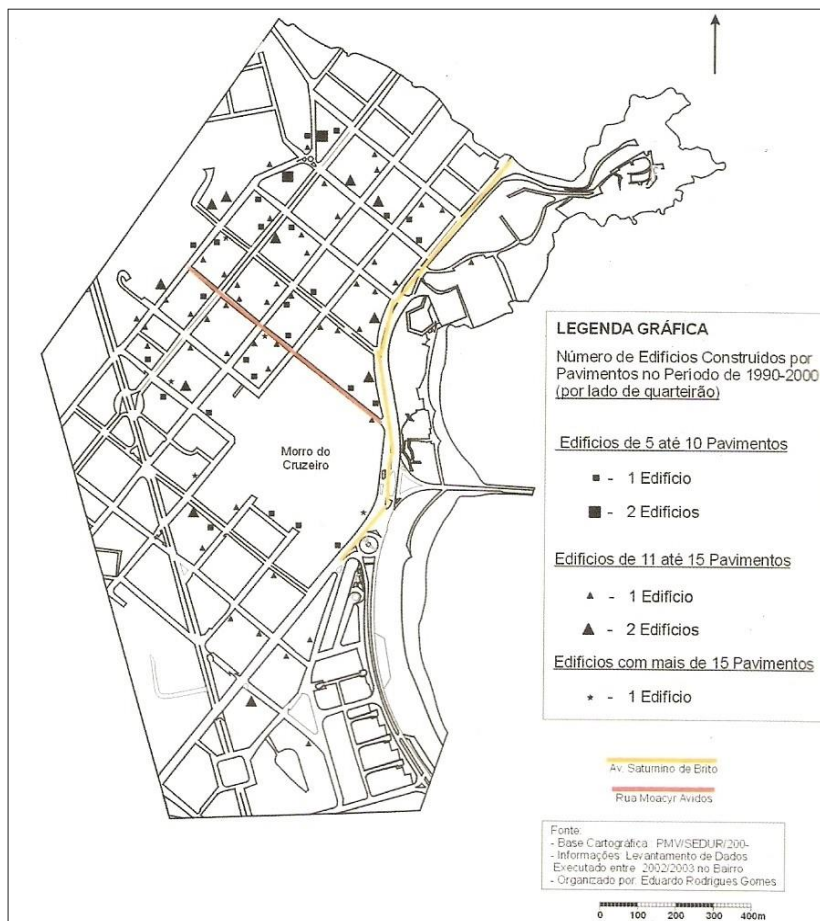 Morro do
Cruzeiro
LEGENDA GRÁFICA
Número de Edifícios Construidos por
Pavimentos no Período de 1990-2000
(por lado de quarteirão)
Edifícios de 5 até 10 Pavimentos
- 1 Edifício
- 2 Edifícios
Edifícios de 11 até 15 Pavimentos
- 1 Edifício
- 2 Edifícios
Edifícios com mais de 15 Pavimentos
- 1 Edifício
Av. Saturnino de Brito
Rua Moacyr Avidos
Fonte:
- Base Cartográfica: PMV/SEDUR/200-
- Informações: Levantamento de Dados
Executado entre 2002/2003 no Bairro
- Organizado por: Eduardo Rodrigues Gomes
0 100 200 300 400m